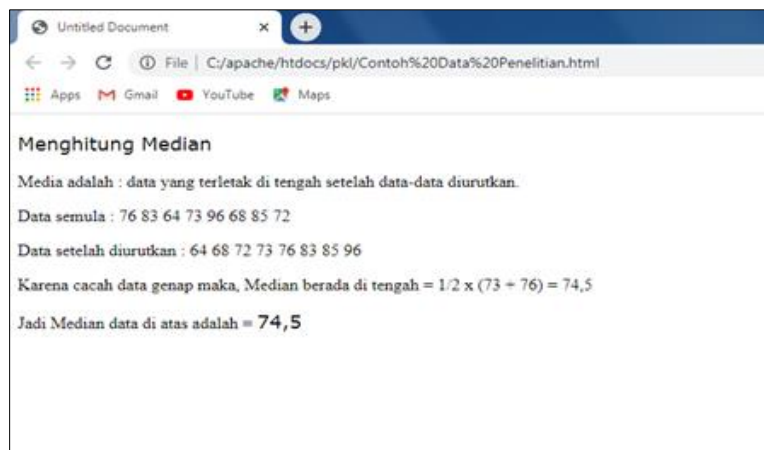 Untitled Document
File | C:/apache/htdocs/pkl/Contoh%20Data%20Penelitian.html
Apps Gmail YouTube Maps
Menghitung Median
Media adalah : data yang terletak di tengah setelah data-data diurutkan.
Data semula : 76 83 64 73 96 68 85 72
Data setelah diurutkan : 64 68 72 73 76 83 85 96
Karena cacah data genap maka, Median berada di tengah = 1/2 x (73 + 76) = 74,5
Jadi Median data di atas adalah = 74,5